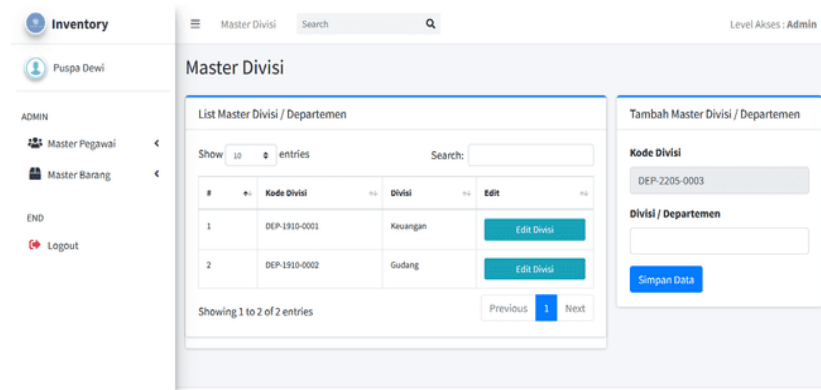 Inventory
Master Divisi
Search
Level Akses : Admin
Puspa Dewi
ADMIN
Master Pegawai
Master Barang
END
Logout
Master Divisi
List Master Divisi / Departemen
Show 10 entries
Search:
# Kode Divisi Divisi Edit
1 DEP-1910-0001 Keuangan Edit Divisi
2 DEP-1910-0002 Gudang Edit Divisi
Showing 1 to 2 of 2 entries
Previous 1 Next
Tambah Master Divisi / Departemen
Kode Divisi
DEP-2205-0003
Divisi / Departemen
Simpan Data